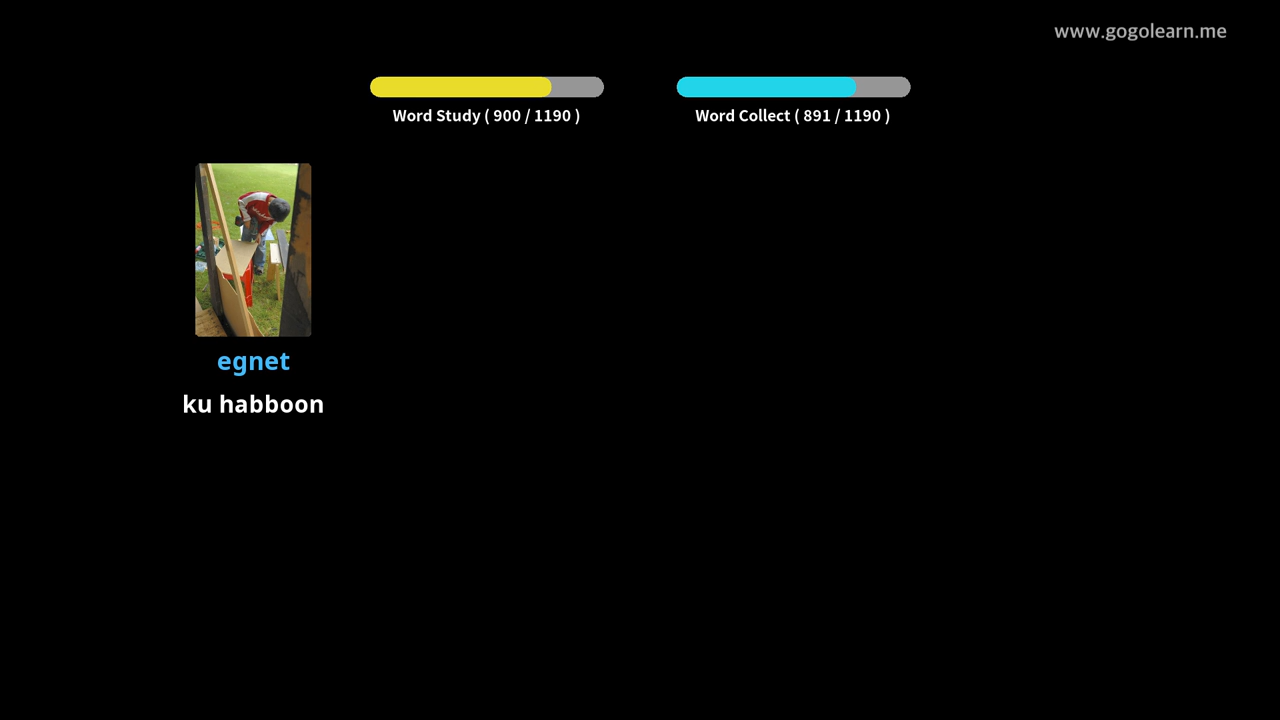 www.gogolearn.me
Word Study ( 900 / 1190 )
Word Collect ( 891 / 1190 )
egnet
ku habboon